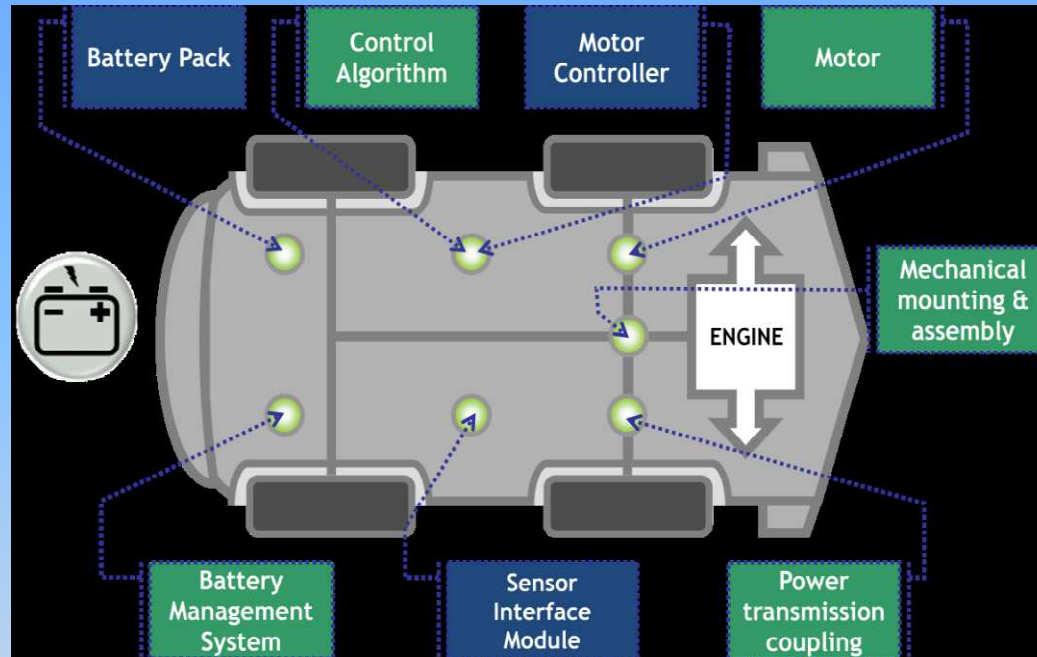 Battery Pack
Control
Algorithm
Motor
Controller
Motor
Mechanical
mounting &
assembly
ENGINE
Battery
Management
System
Sensor
Interface
Module
Power
transmission
coupling